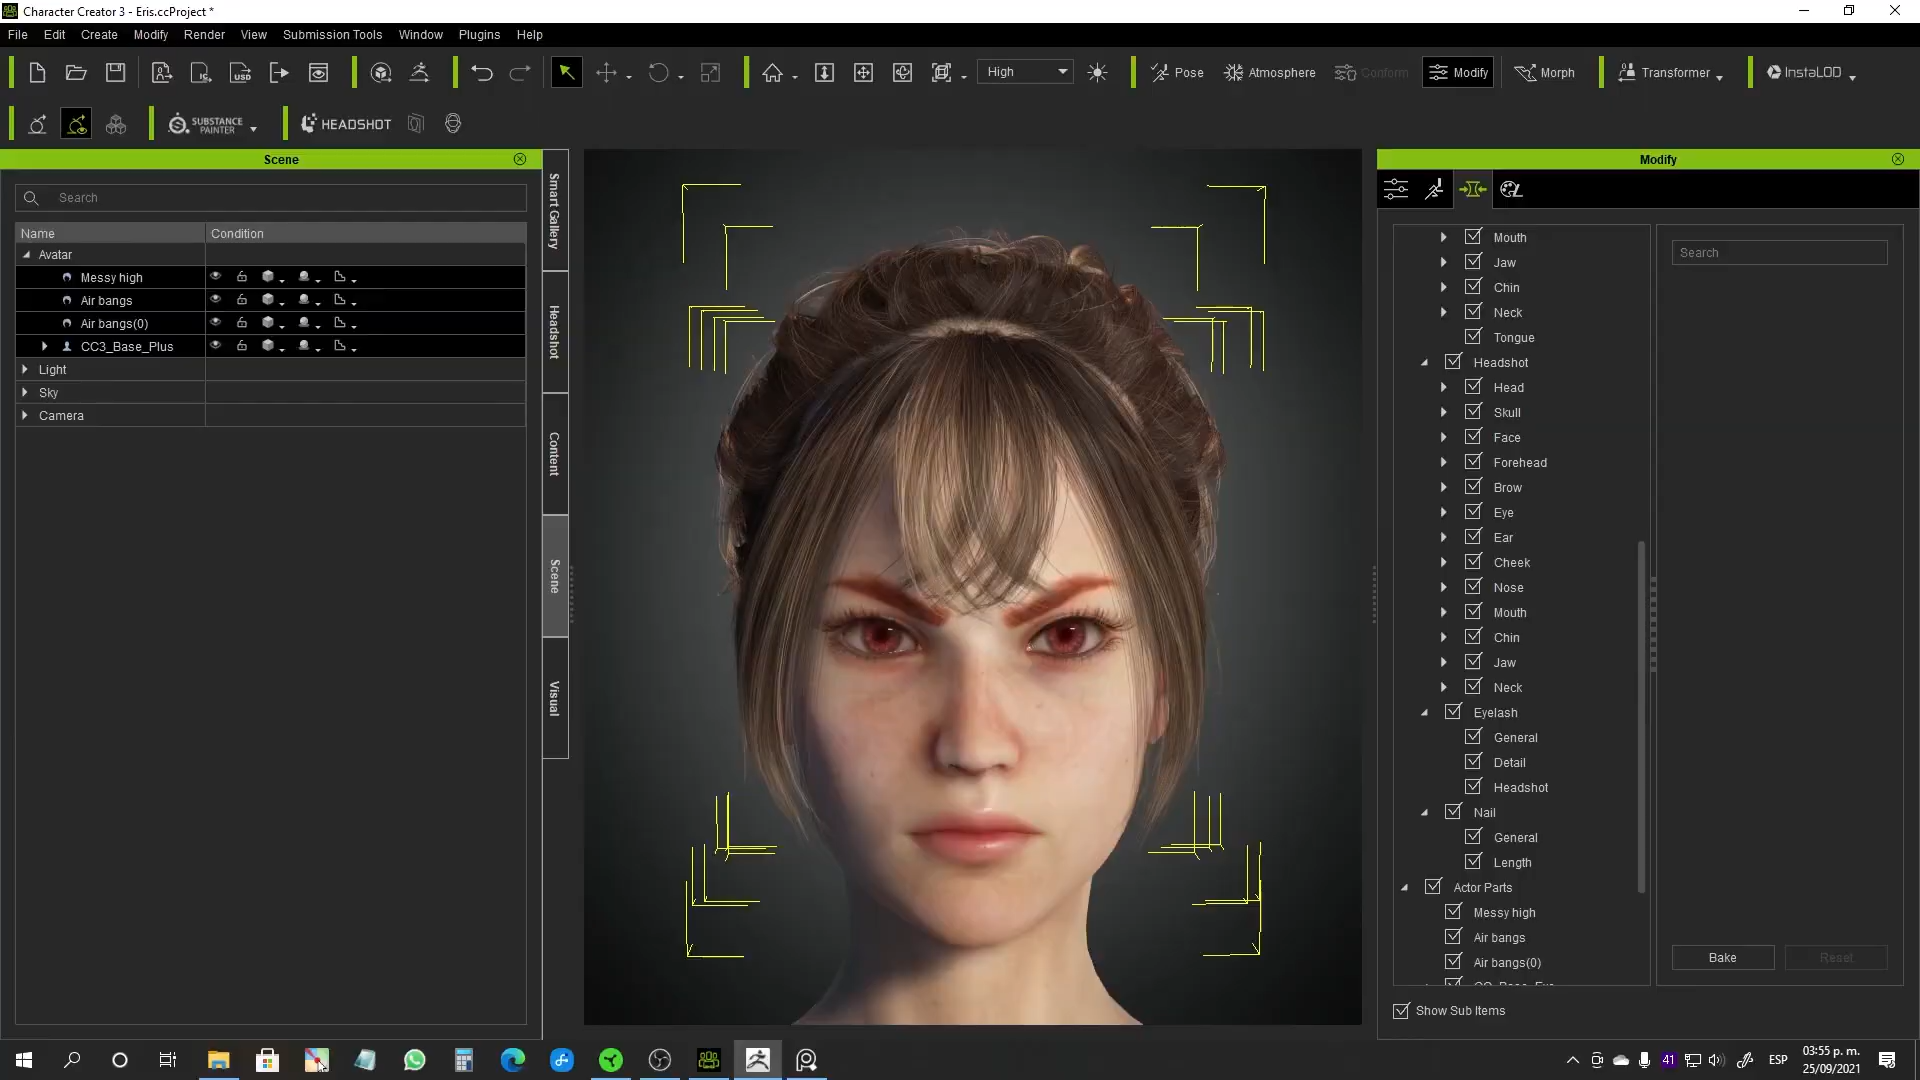 Character Creator 3 - Eris.ccProject *
File Edit Create Modify Render View Submission Tools Window Plugins Help
High Pose Atmosphere Conform Modify Morph Transformer InstaLOD
SUBSTANCE
PAINTER
HEADSHOT
Scene
Search
Name Condition
Avatar
Messy high
Air bangs
Air bangs(0)
CC3_Base_Plus
Light
Sky
Camera
Smart Gallery
Headshot
Content
Scene
Visual
Modify
Mouth
Jaw
Chin
Neck
Tongue
Headshot
Head
Skull
Face
Forehead
Brow
Eye
Ear
Cheek
Nose
Mouth
Chin
Jaw
Neck
Eyelash
General
Detail
Headshot
Nail
General
Length
Actor Parts
Messy high
Air bangs
Air bangs(0)
Search
Bake Reset
Show Sub Items
41 ESP
03:55 p. m.
25/09/2021